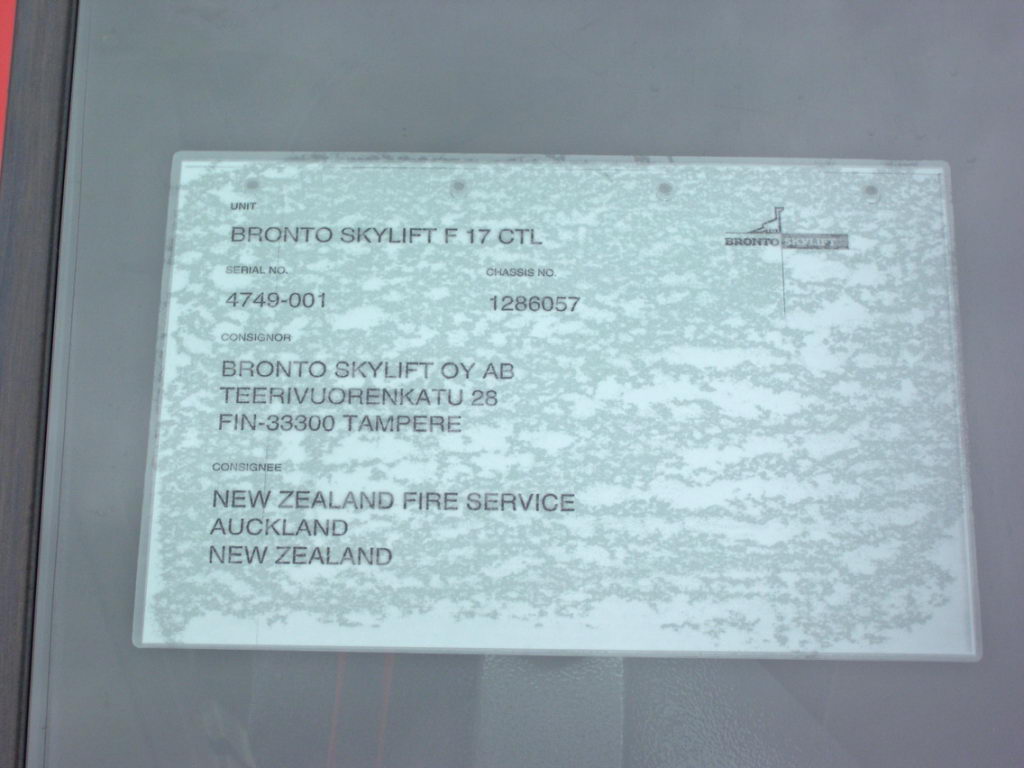 UNIT
BRONTO SKYLIFT F 17 CTL
BRONTO SKYLIFT
SERIAL NO. CHASSIS NO.
4749-001 1286057
CONSIGNOR
BRONTO SKYLIFT OY AB
TEERIVUORENKATU 28
FIN-33300 TAMPERE
CONSIGNEE
NEW ZEALAND FIRE SERVICE
AUCKLAND
NEW ZEALAND